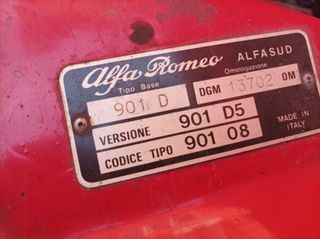 Alfa Romeo ALFASUD
Tipo Base Omologazione
901 D DGM 13702 OM
VERSIONE 901 D5
CODICE TIPO 901 08
MADE IN
ITALY